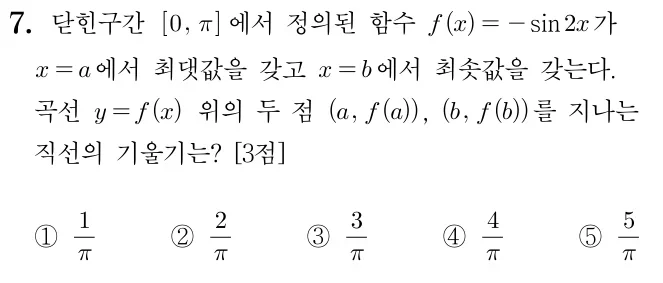 7. 닫힌구간 [0, π]에서 정의된 함수 f(x)=−sin2x가
x=a에서 최댓값을 갖고 x=b에서 최솟값을 갖는다.
곡선 y=f(x) 위의 두 점 (a, f(a)), (b, f(b))를 지나는
직선의 기울기는? [3점]
① 1/π ② 2/π ③ 3/π ④ 4/π ⑤ 5/π